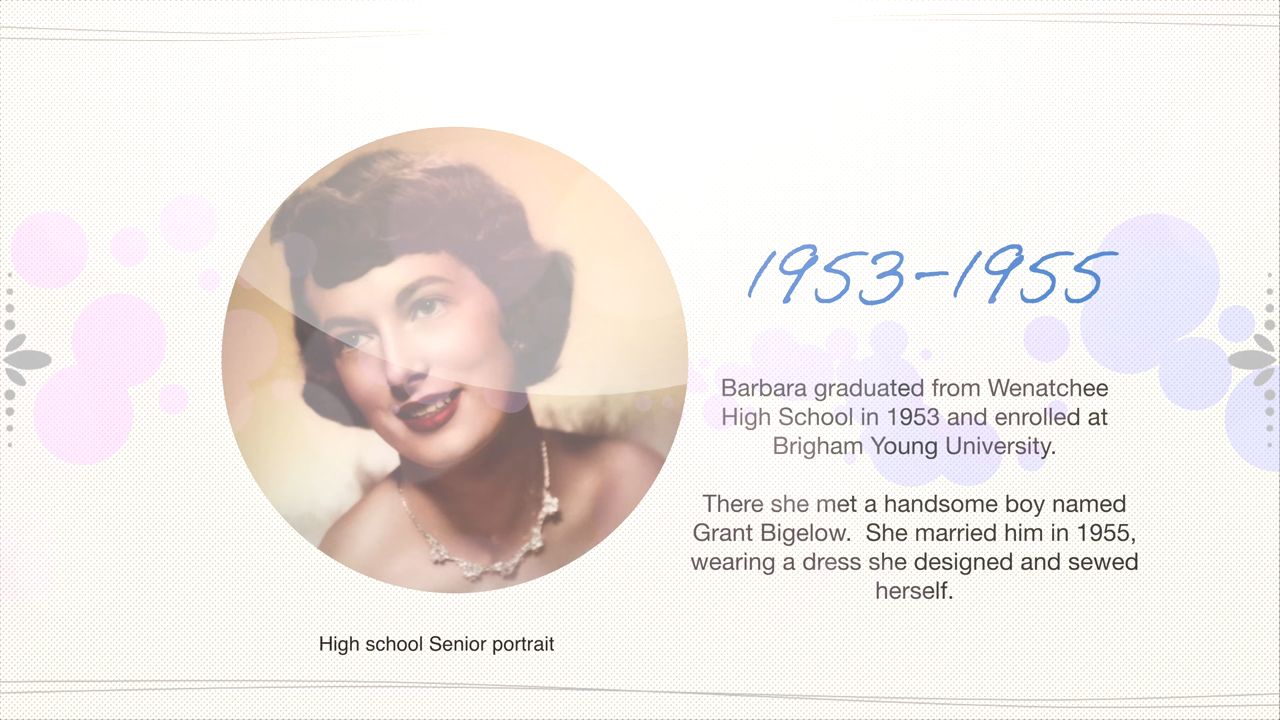 1953-1955
Barbara graduated from Wenatchee
High School in 1953 and enrolled at
Brigham Young University.
There she met a handsome boy named
Grant Bigelow.  She married him in 1955,
wearing a dress she designed and sewed
herself.
High school Senior portrait